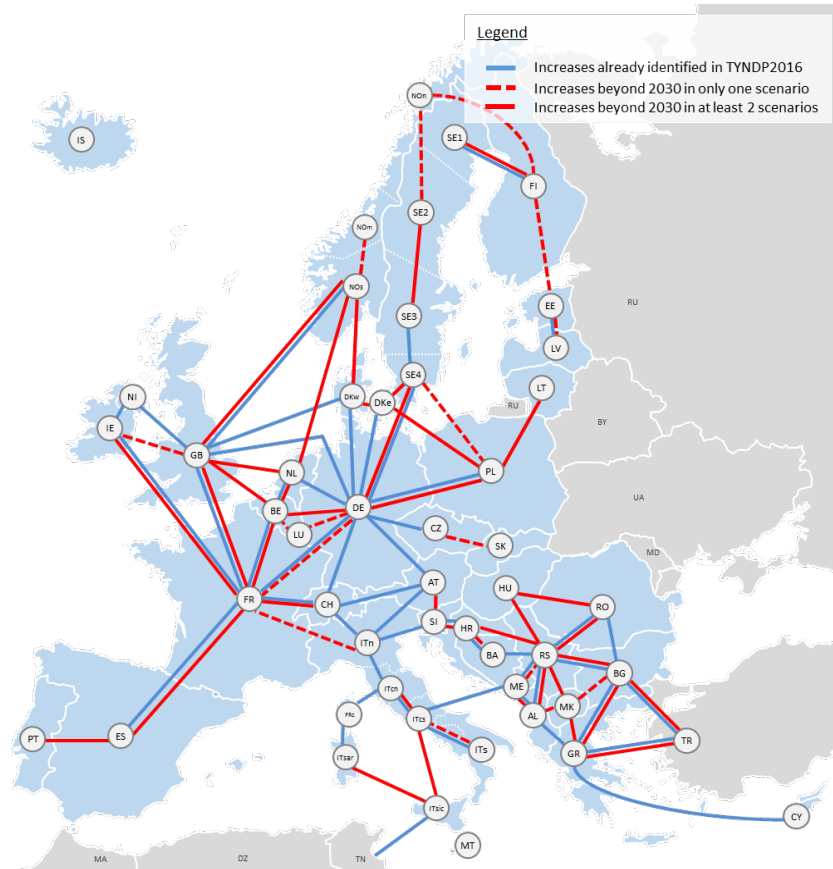 Legend
Increases already identified in TYNDP2016
Increases beyond 2030 in only one scenario
Increases beyond 2030 in at least 2 scenarios
NOn
IS
SE1
FI
SE2
NOm
NOs
EE
SE3
LV
SE4
LT
NI
DKw
DKe
RU
RU
IE
BY
GB
NL
PL
BE
DE
UA
CZ
LU
SK
MD
AT
HU
FR
CH
RO
SI
HR
ITn
BA
RS
BG
ME
ITcn
FRc
AL
MK
ITcs
PT
ES
ITs
GR
TR
ITsar
ITsic
CY
MT
MA
DZ
TN